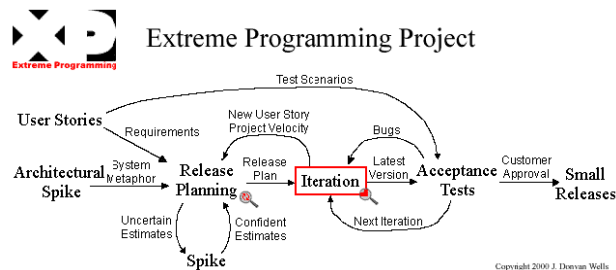 XP
Extreme Programming
Extreme Programming Project
Test Scenarios
User Stories
Requirements
New User Story
Project Velocity
Bugs
Architectural
Spike
System
Metaphor
Release
Planning
Release
Plan
Iteration
Latest
Version
Acceptance
Tests
Customer
Approval
Small
Releases
Uncertain
Estimates
Confident
Estimates
Next Iteration
Spike
Copyright 2000 J. Donvan Wells